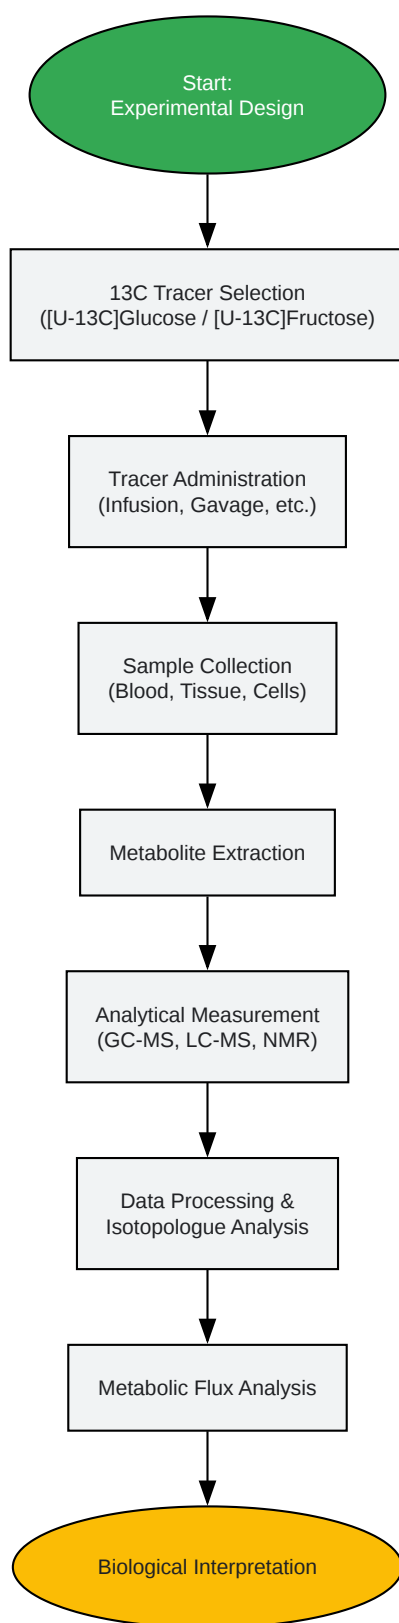 Start:
Experimental Design
13C Tracer Selection
([U-13C]Glucose / [U-13C]Fructose)
Tracer Administration
(Infusion, Gavage, etc.)
Sample Collection
(Blood, Tissue, Cells)
Metabolite Extraction
Analytical Measurement
(GC-MS, LC-MS, NMR)
Data Processing &
Isotopologue Analysis
Metabolic Flux Analysis
Biological Interpretation